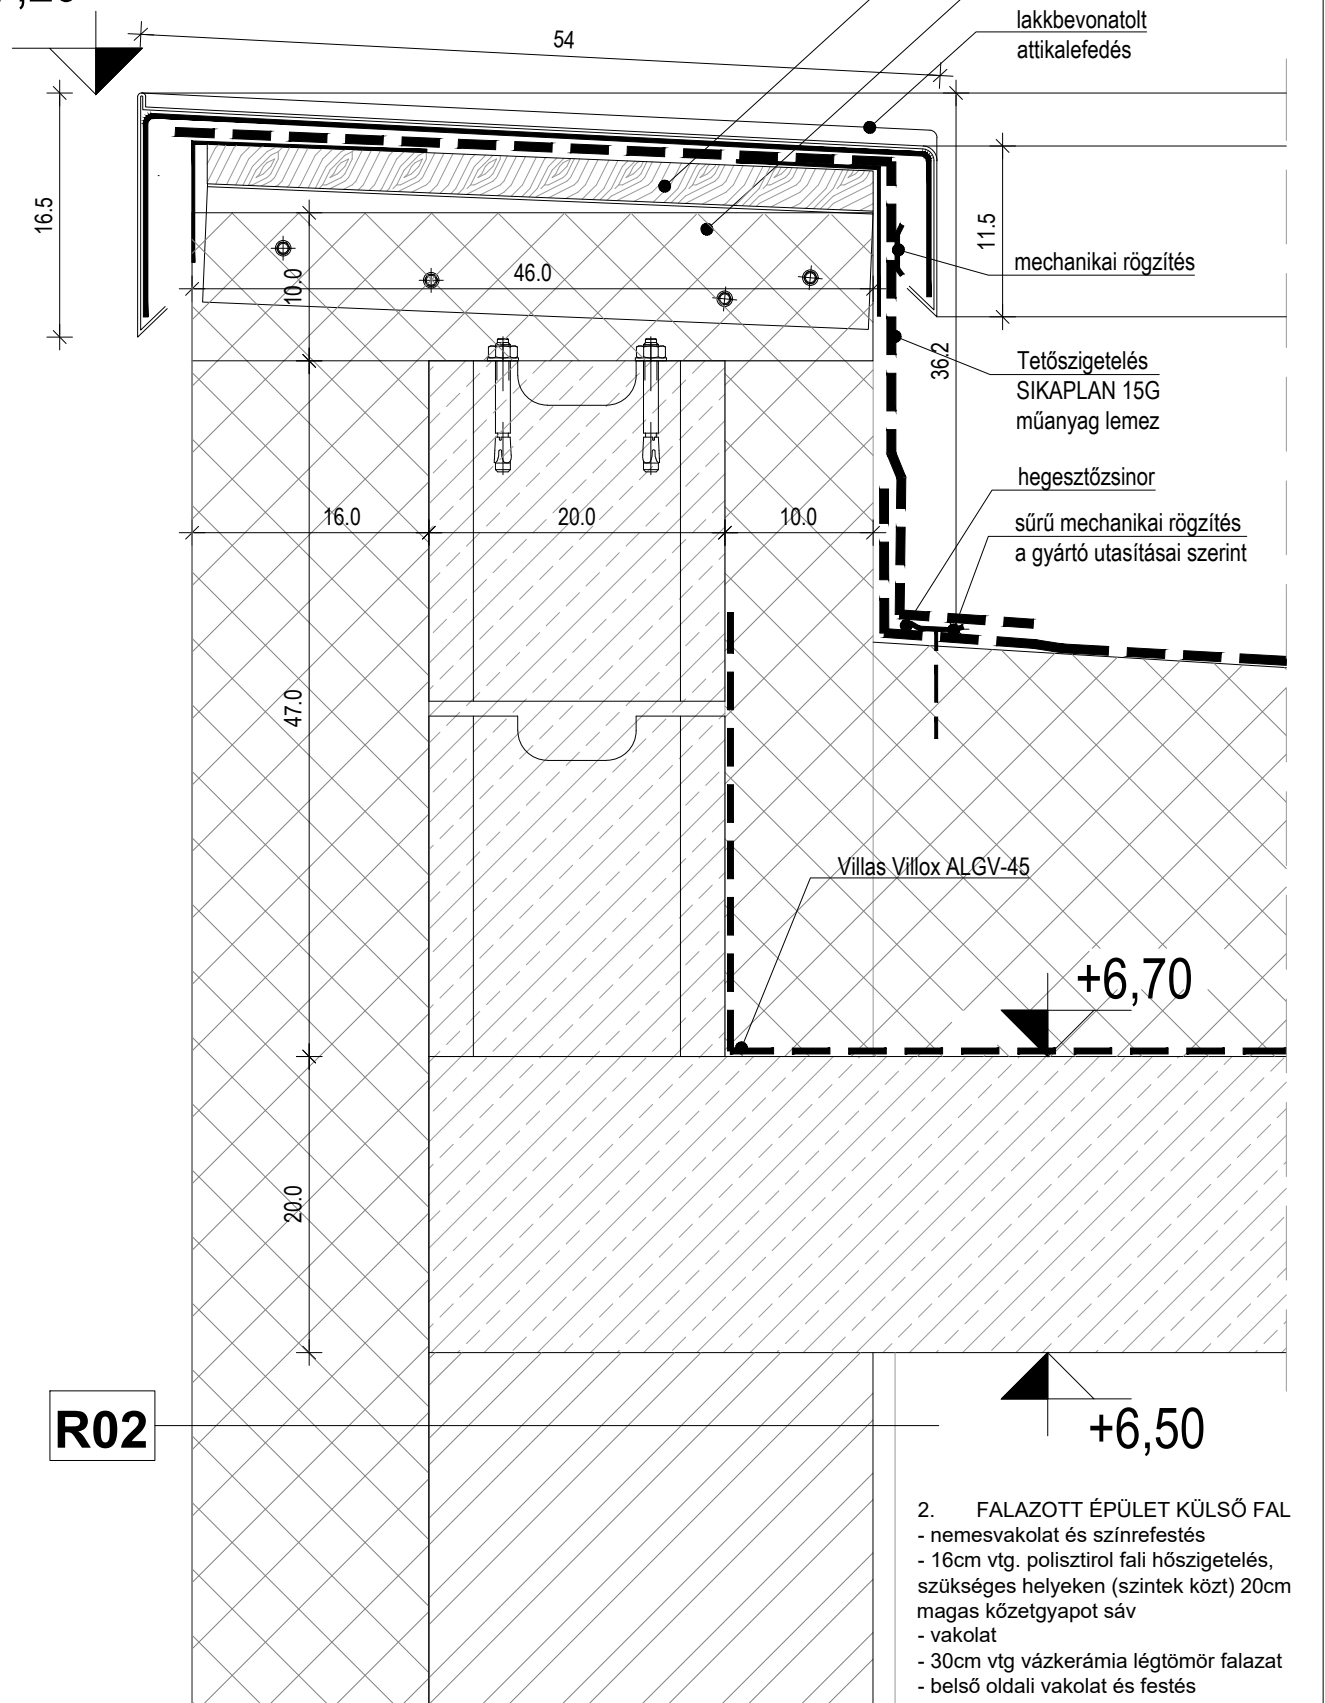 54
lakkbevonatolt
attikalefedés
16.5
11.5
mechanikai rögzítés
10.0
46.0
36.2
Tetőszigetelés
SIKAPLAN 15G
műanyag lemez
hegesztőzsinor
sűrű mechanikai rögzítés
a gyártó utasításai szerint
16.0
20.0
10.0
47.0
Villas Villox ALGV-45
+6,70
20.0
R02
+6,50
2. FALAZOTT ÉPÜLET KÜLSŐ FAL
- nemesvakolat és színrefestés
- 16cm vtg. polisztirol fali hőszigetelés,
szükséges helyeken (szintek közt) 20cm
magas kőzetgyapot sáv
- vakolat
- 30cm vtg vázkerámia légtömör falazat
- belső oldali vakolat és festés